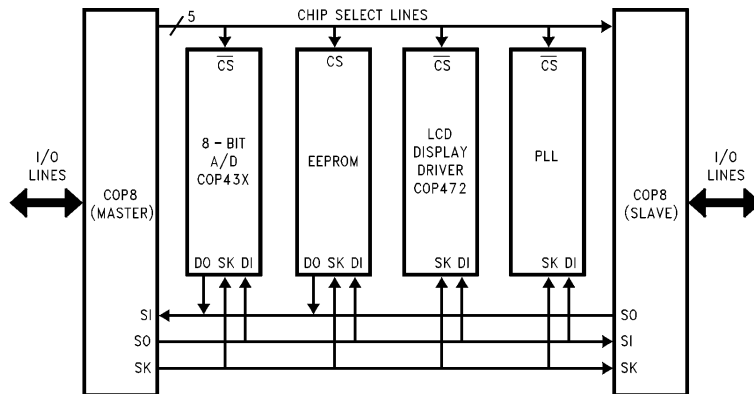 5
CHIP SELECT LINES
CS
CS
CS
CS
8-BIT
A/D
COP43X
EEPROM
LCD
DISPLAY
DRIVER
COP472
PLL
I/O
LINES
COP8
(MASTER)
COP8
(SLAVE)
I/O
LINES
DO SK DI
DO SK DI
SK DI
SK DI
SI
SO
SO
SI
SK
SK